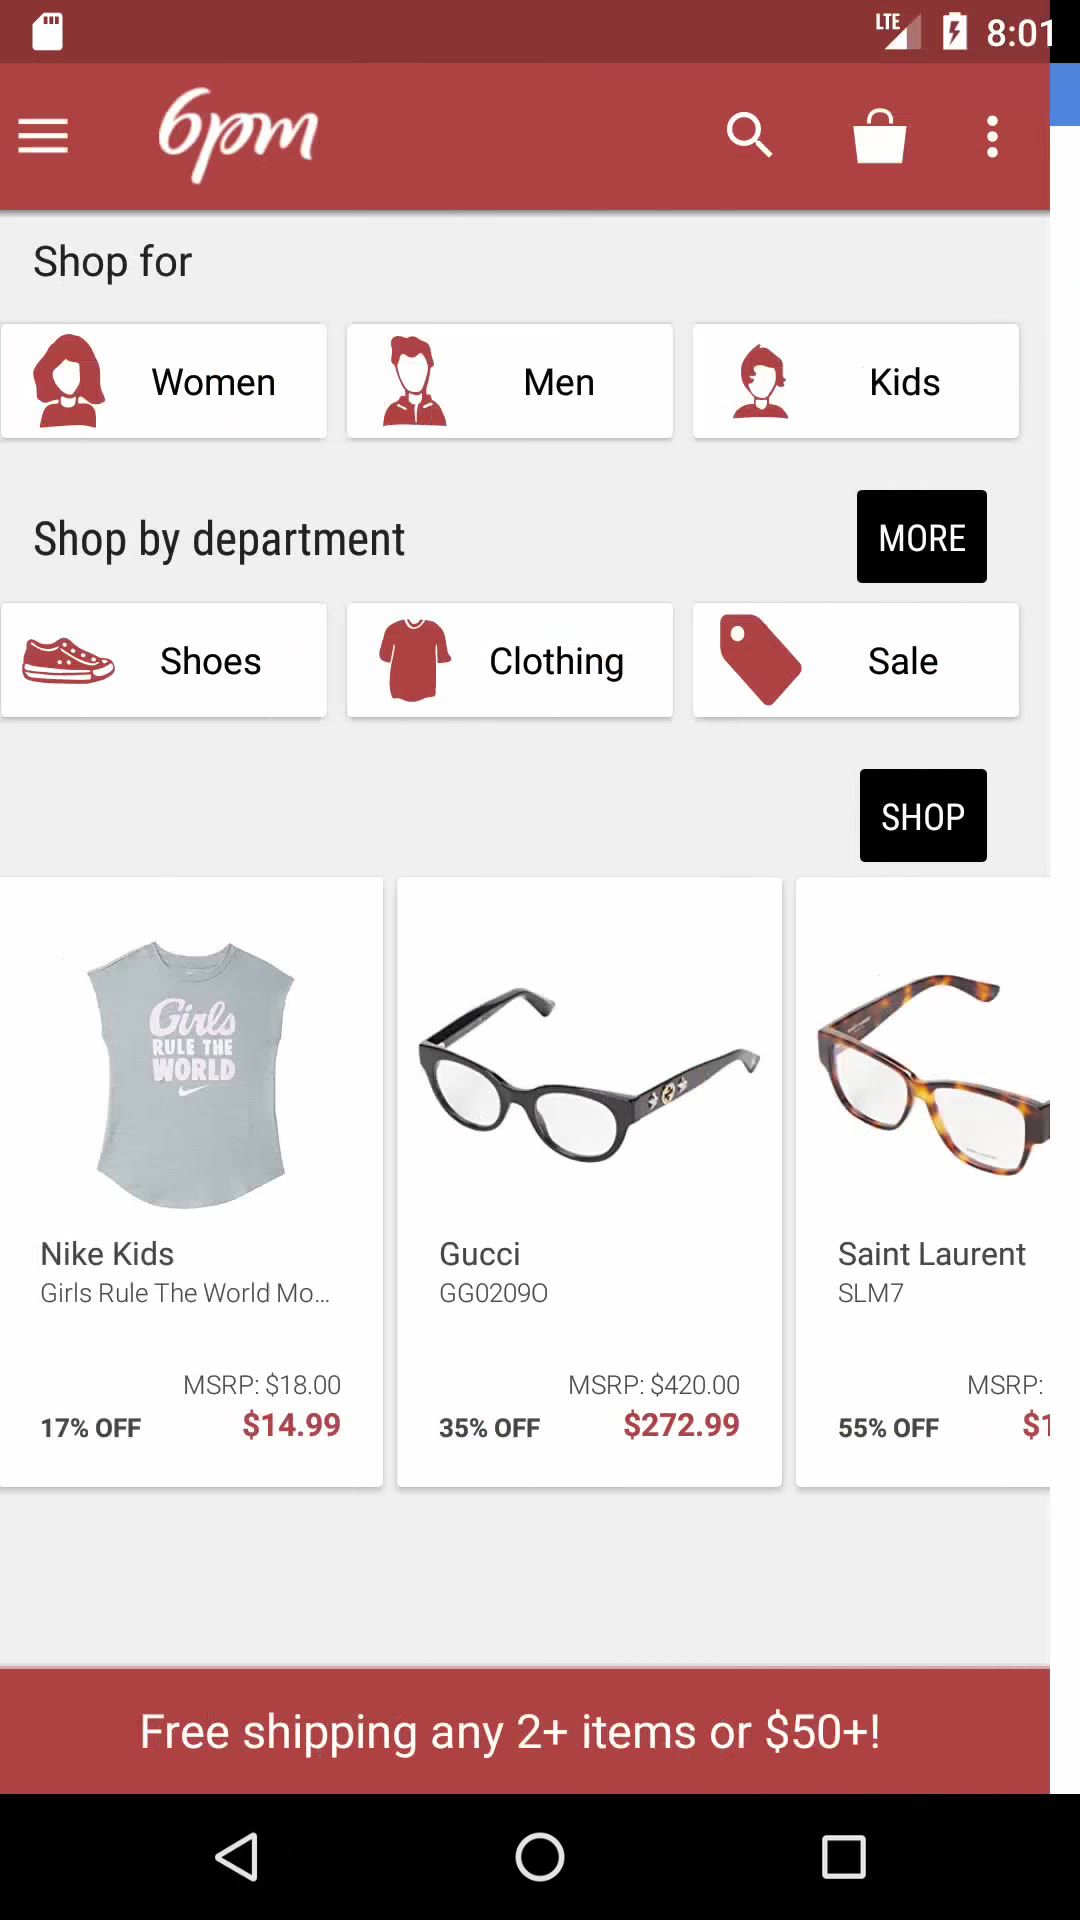 LTE 8:01
6pm
Shop for
Women Men Kids
Shop by department MORE
Shoes Clothing Sale
SHOP
Girls
RULE THE
WORLD
Nike Kids
Girls Rule The World Mo...
MSRP: $18.00
17% OFF $14.99
Gucci
GG0209O
MSRP: $420.00
35% OFF $272.99
Saint Laurent
SLM7
MSRP:
55% OFF $1
Free shipping any 2+ items or $50+!